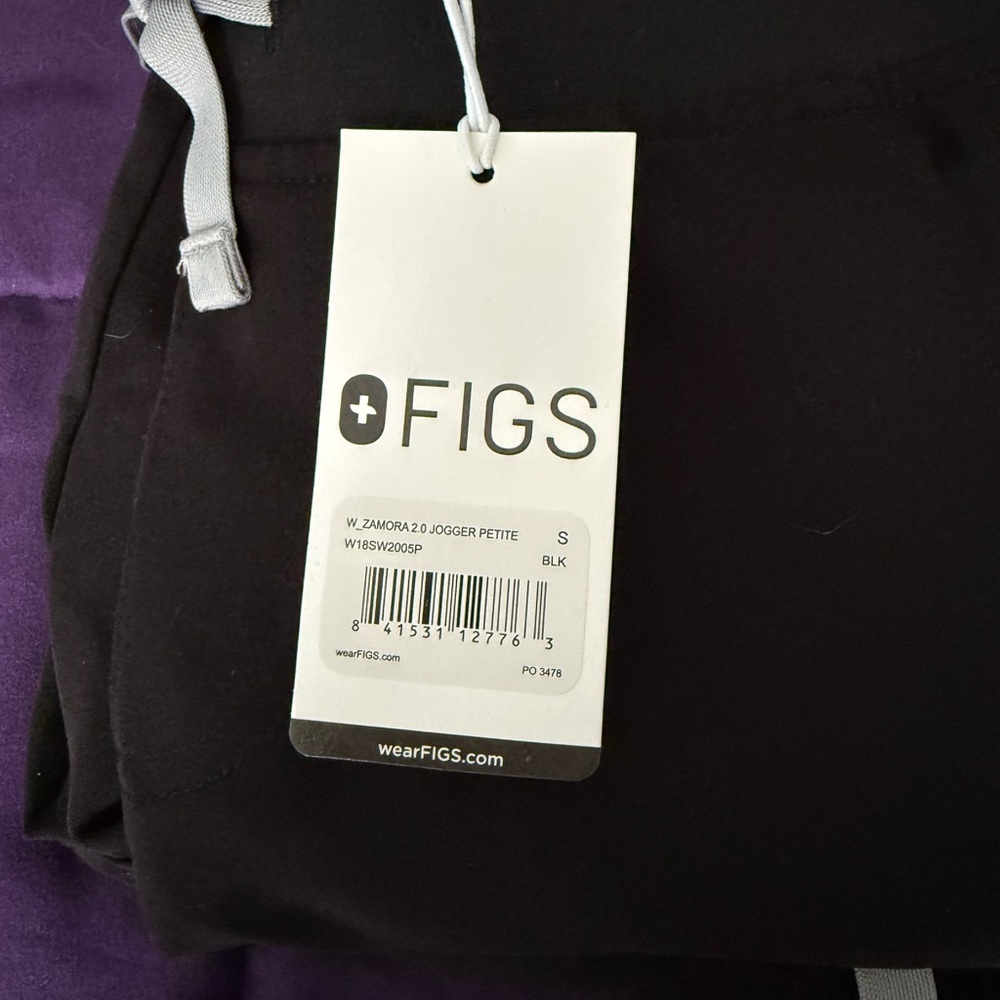 FIGS
W_ZAMORA 2.0 JOGGER PETITE S
W18SW2005P BLK
8 41531 12776 3
wearFIGS.com PO 3478
wearFIGS.com